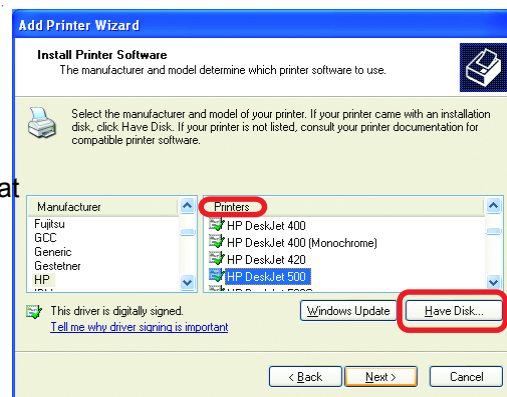 Add Printer Wizard
Install Printer Software
The manufacturer and model determine which printer software to use.
Select the manufacturer and model of your printer. If your printer came with an installation
disk, click Have Disk. If your printer is not listed, consult your printer documentation for
compatible printer software.
at
Manufacturer
Fujitsu
GCC
Generic
Gestetner
HP
Printers
HP DeskJet 400
HP DeskJet 400 (Monochrome)
HP DeskJet 420
HP DeskJet 500
This driver is digitally signed.
Tell me why driver signing is important
Windows Update
Have Disk...
< Back
Next >
Cancel